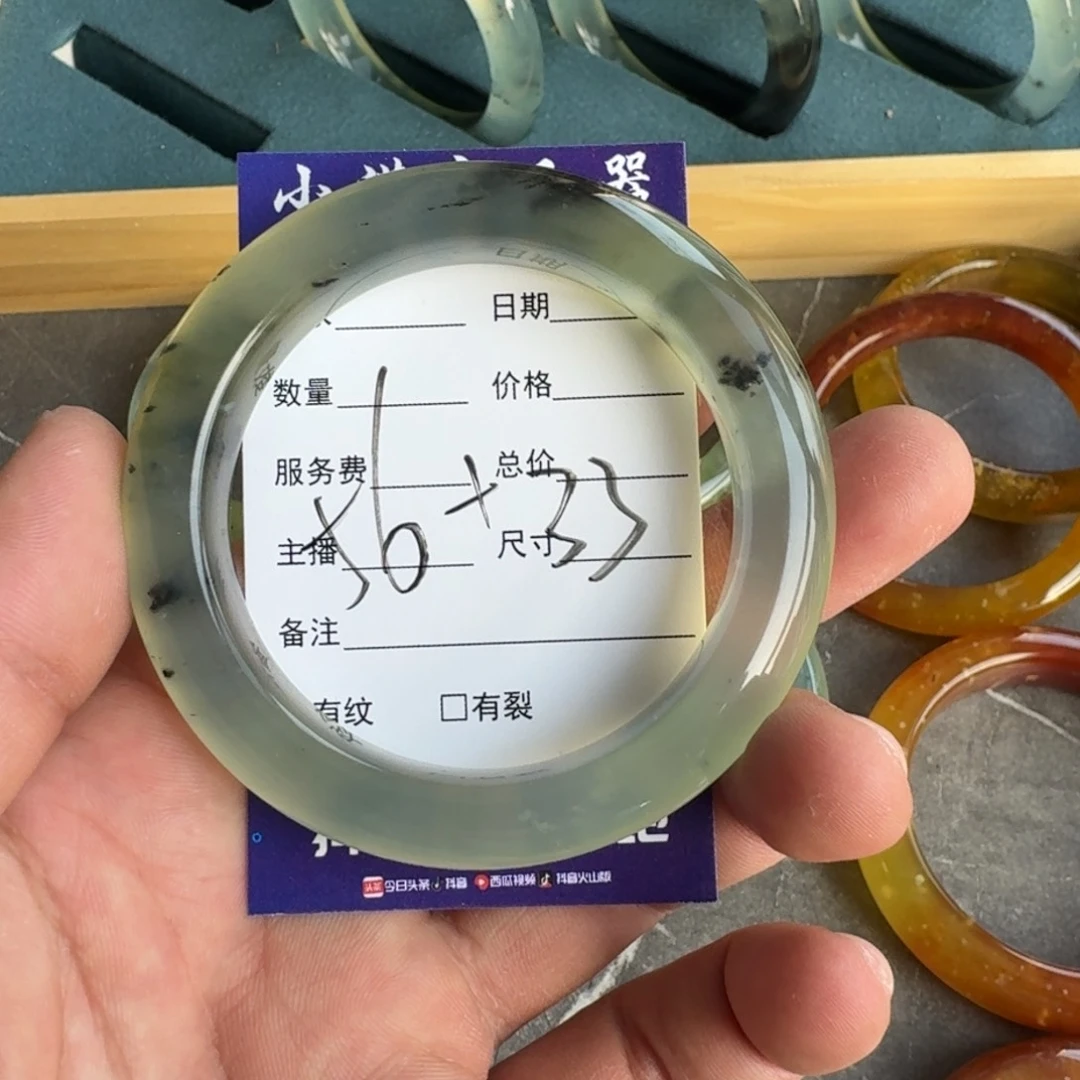 小 器
日期
数量 价格
服务费 总价
主播 尺寸
56+33
备注
有纹 □有裂
今日头条 抖音 西瓜视频 抖音火山版